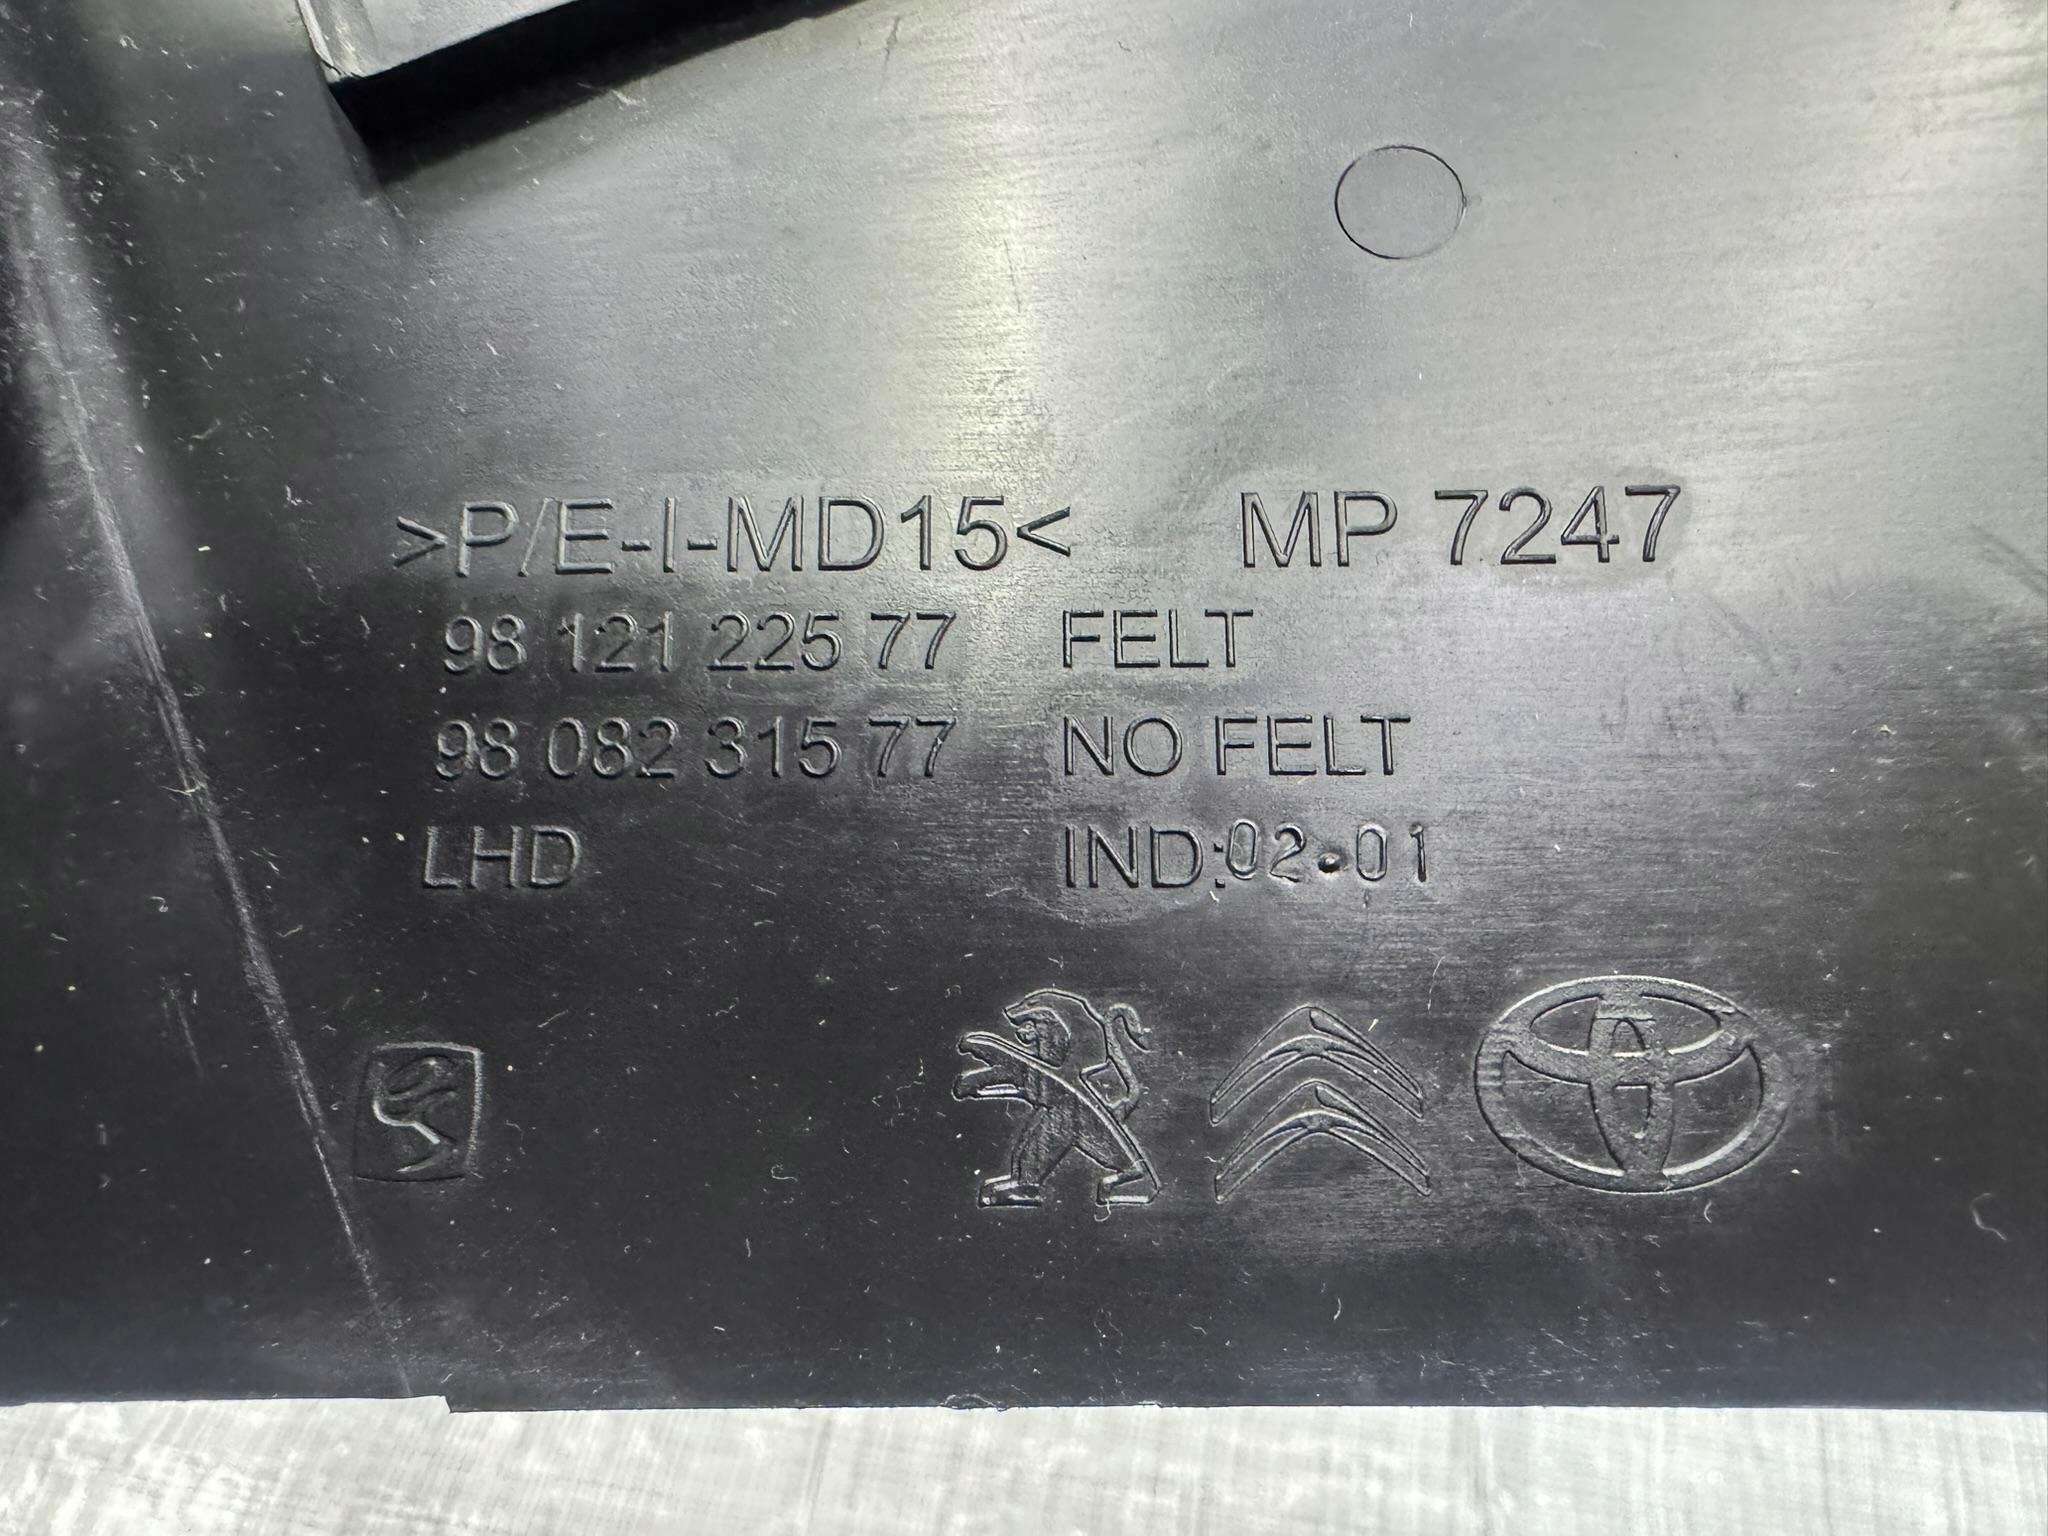 >P/E-I-MD15< MP 7247
98 121 225 77 FELT
98 082 315 77 NO FELT
LHD IND:02.01